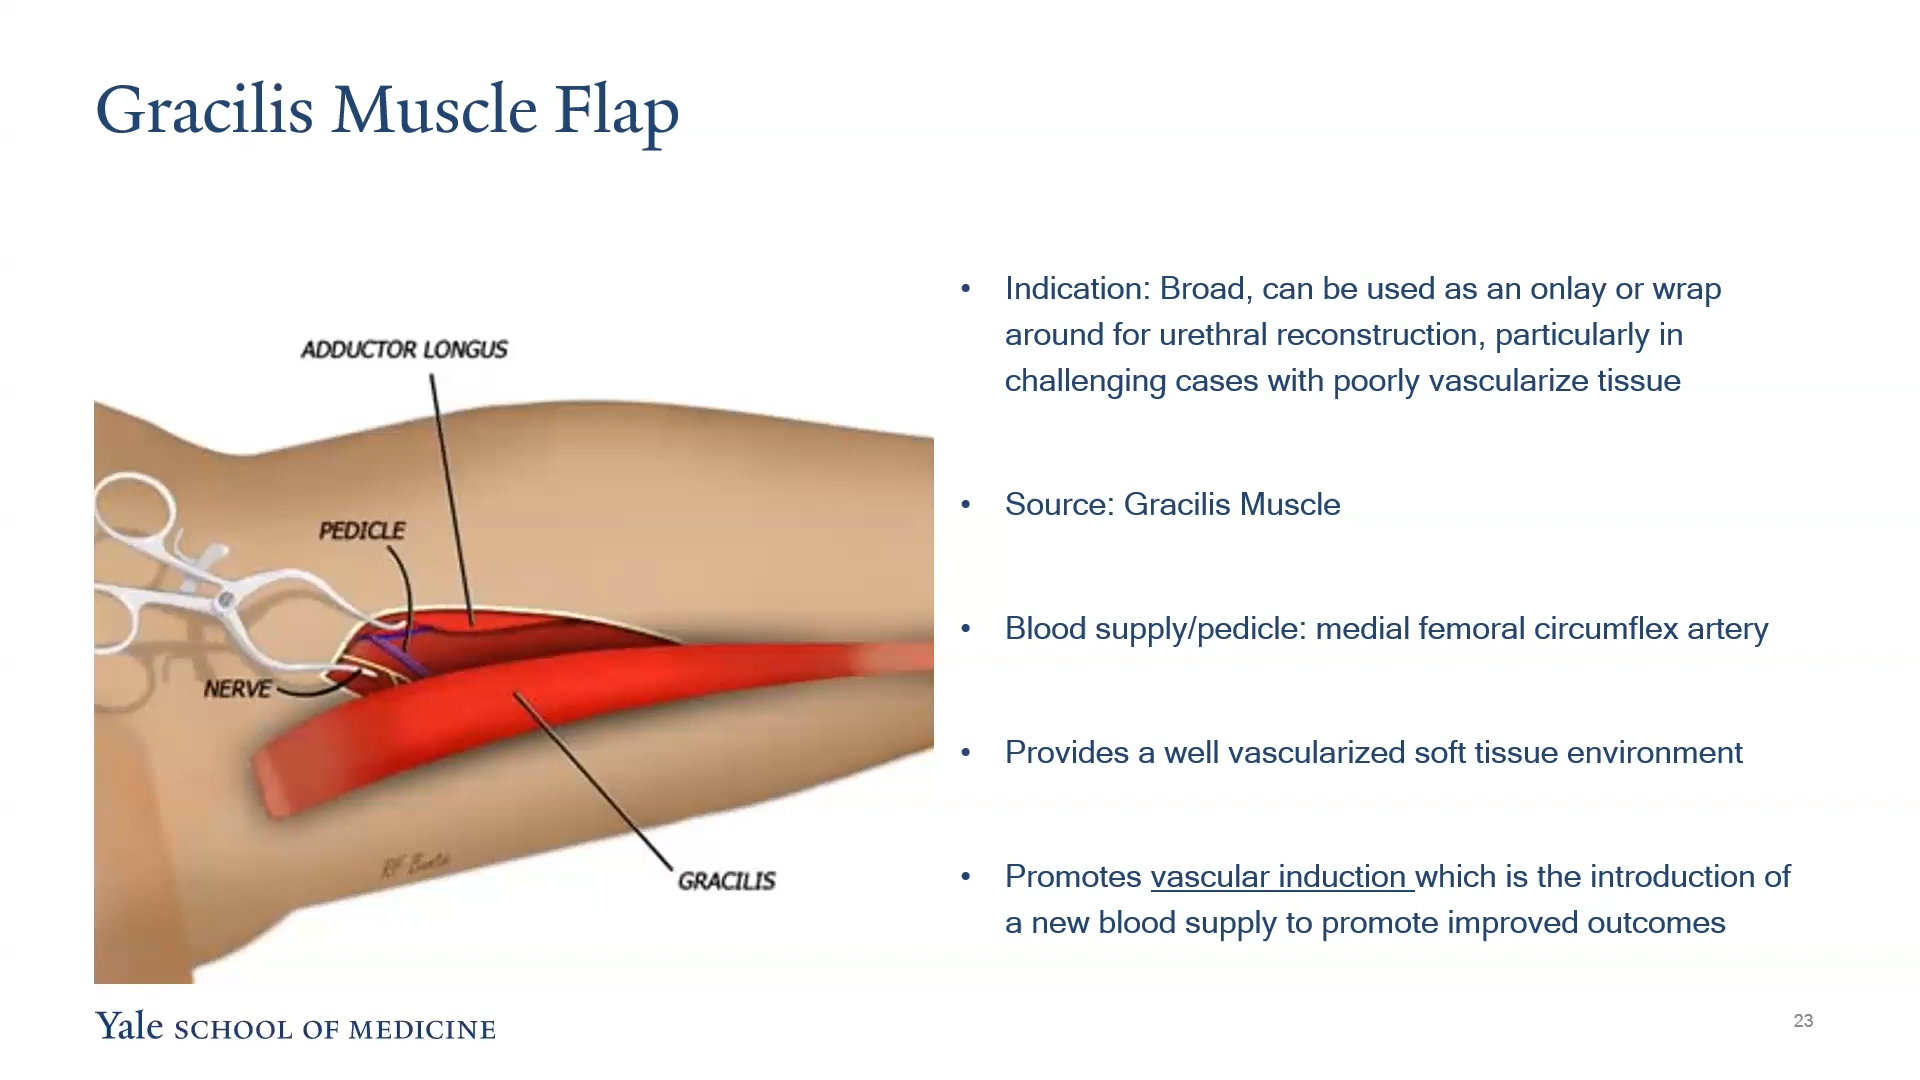 Gracilis Muscle Flap
ADDUCTOR LONGUS
PEDICLE
NERVE
GRACILIS
• Indication: Broad, can be used as an onlay or wrap
around for urethral reconstruction, particularly in
challenging cases with poorly vascularize tissue
• Source: Gracilis Muscle
• Blood supply/pedicle: medial femoral circumflex artery
• Provides a well vascularized soft tissue environment
• Promotes vascular induction which is the introduction of
a new blood supply to promote improved outcomes
Yale SCHOOL OF MEDICINE
23